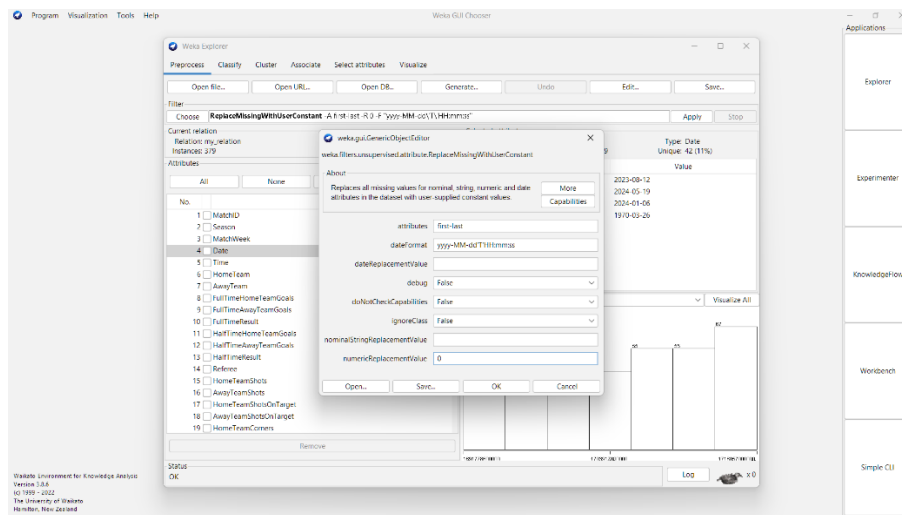 Program Visualization Tools Help
Weka GUI Chooser
Applications
Explorer
Experimenter
KnowledgeFlow
Workbench
Simple CLI
Weka Explorer
Preprocess Classify Cluster Associate Select attributes Visualize
Open file... Open URL... Open DB... Generate... Undo Edit... Save...
Filter
Choose ReplaceMissingWithUserConstant -A first-last -R 0 -F "yyyy-MM-dd\'T\'HH:mm:ss"
Apply Stop
Current relation
Relation: my_relation
Instances: 379
Type: Date
Unique: 42 (11%)
Value
2023-08-12
2024-05-19
2024-01-06
1970-03-26
Attributes
All None
No.
1 MatchID
2 Season
3 MatchWeek
4 Date
5 Time
6 HomeTeam
7 AwayTeam
8 FullTimeHomeTeamGoals
9 FullTimeAwayTeamGoals
10 FullTimeResult
11 HalfTimeHomeTeamGoals
12 HalfTimeAwayTeamGoals
13 HalfTimeResult
14 Referee
15 HomeTeamShots
16 AwayTeamShots
17 HomeTeamShotsOnTarget
18 AwayTeamShotsOnTarget
19 HomeTeamCorners
Remove
weka.gui.GenericObjectEditor
weka.filters.unsupervised.attribute.ReplaceMissingWithUserConstant
About
Replaces all missing values for nominal, string, numeric and date
attributes in the dataset with user-supplied constant values.
More
Capabilities
attributes first-last
dateFormat yyyy-MM-dd'T'HH:mm:ss
dateReplacementValue
debug False
doNotCheckCapabilities False
ignoreClass False
nominalStringReplacementValue
numericReplacementValue 0
Open... Save... OK Cancel
Visualize All
Status
OK
Log x 0
Waikato Environment for Knowledge Analysis
Version 3.8.6
(c) 1999 - 2022
The University of Waikato
Hamilton, New Zealand